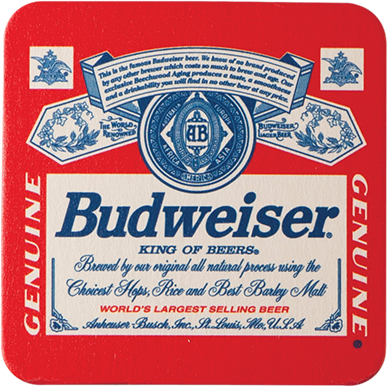 This is the famous Budweiser beer. We know of no brand produced
by any other brewer which costs so much to brew and age. Our
exclusive Beechwood Aging produces a taste, a smoothness
and a drinkability you will find in no other beer at any price.
THE WORLD
RENOWNED
BUDWEISER
LAGER BEER
AB
AFRICA
AMERICA
ASIA
GENUINE
GENUINE®
Budweiser®
KING OF BEERS®
Brewed by our original all natural process using the
Choicest Hops, Rice and Best Barley Malt
WORLD'S LARGEST SELLING BEER
Anheuser-Busch, Inc., St. Louis, Mo., U.S.A